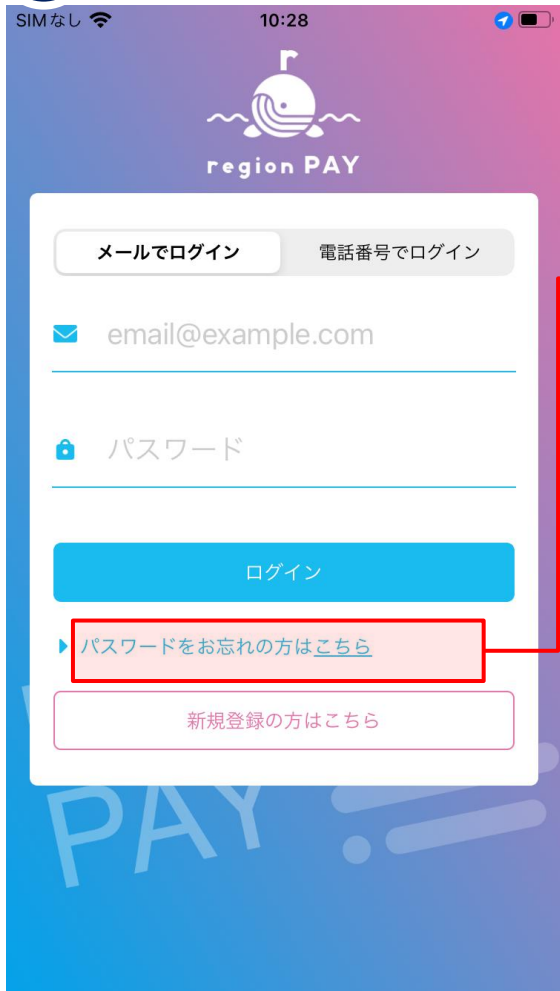 SIMなし
10:28
r
region PAY
メールでログイン
電話番号でログイン
email@example.com
パスワード
ログイン
パスワードをお忘れの方はこちら
新規登録の方はこちら
PAY